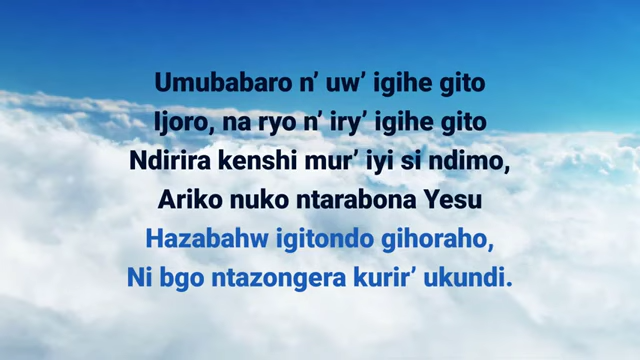 Umubabaro n’ uw’ igihe gito
Ijoro, na ryo n’ iry’ igihe gito
Ndirira kenshi mur’ iyi si ndimo,
Ariko nuko ntarabona Yesu
Hazabahw igitondo gihoraho,
Ni bgo ntazongera kurir’ ukundi.